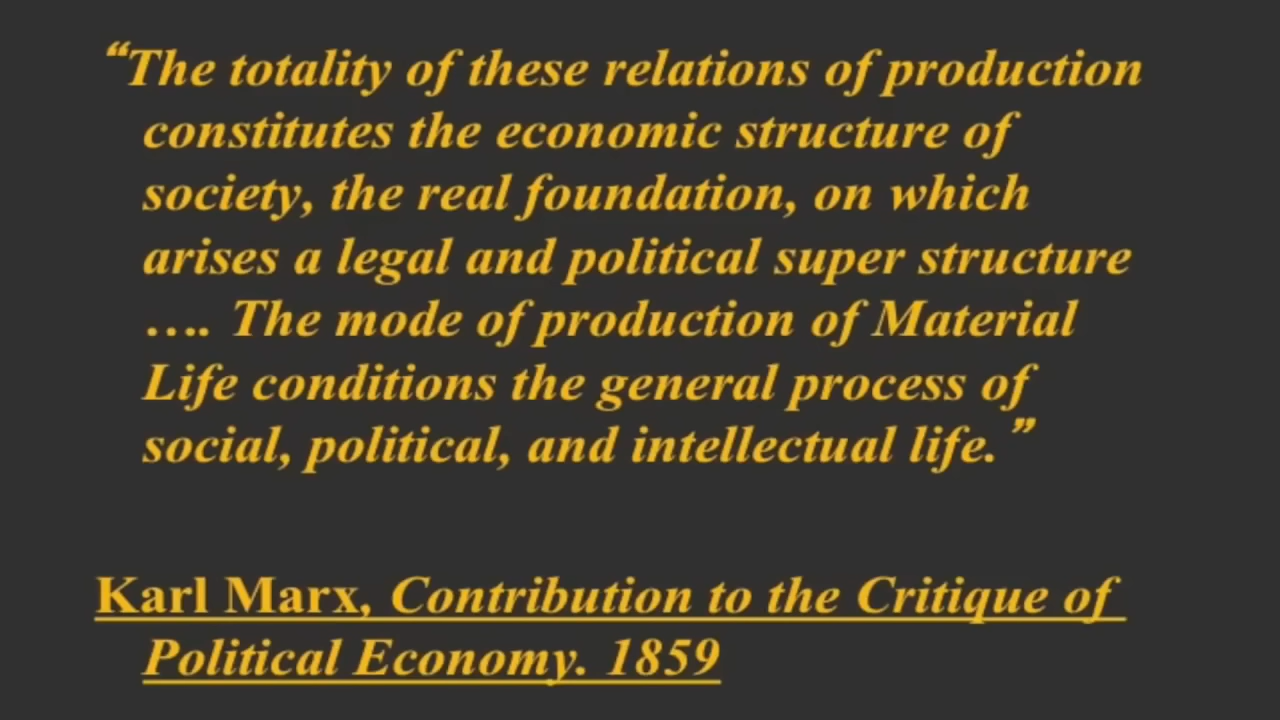 “The totality of these relations of production
constitutes the economic structure of
society, the real foundation, on which
arises a legal and political super structure
…. The mode of production of Material
Life conditions the general process of
social, political, and intellectual life.”
Karl Marx, Contribution to the Critique of
Political Economy. 1859